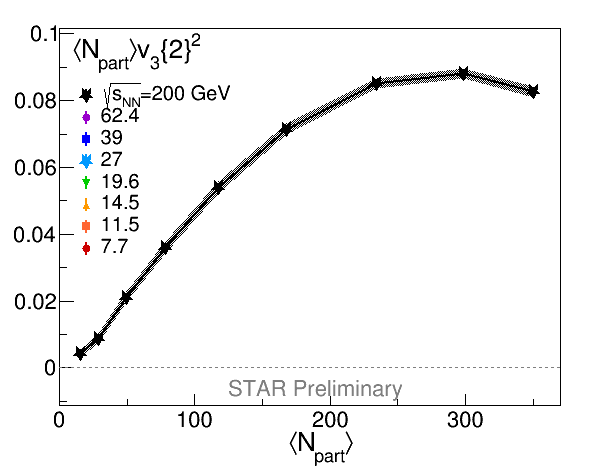 ⟨N_part⟩v_3{2}^2
√s_NN=200 GeV
62.4
39
27
19.6
14.5
11.5
7.7
0.1
0.08
0.06
0.04
0.02
0
STAR Preliminary
0 100 200 300
⟨N_part⟩